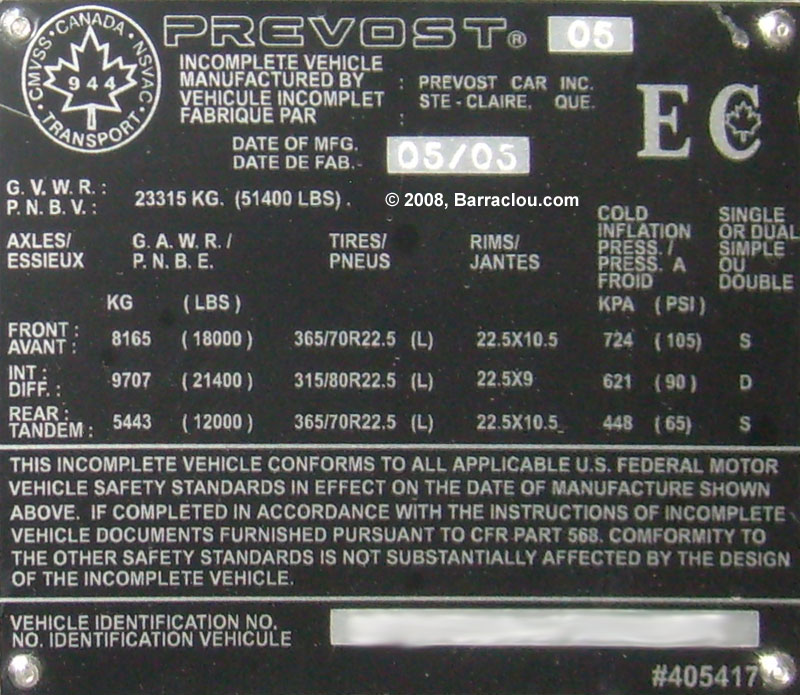 CMVSS · CANADA · NSVAC · TRANSPORT ·
944
PREVOST® 05
INCOMPLETE VEHICLE
MANUFACTURED BY : PREVOST CAR INC.
VEHICULE INCOMPLET : STE-CLAIRE, QUE.
FABRIQUE PAR
EC
DATE OF MFG.
DATE DE FAB. 05/05
G. V. W. R. :
P. N. B. V. : 23315 KG. (51400 LBS).
© 2008, Barraclou.com
AXLES/ G. A. W. R. / TIRES/ RIMS/ COLD INFLATION PRESS. / SINGLE OR DUAL
ESSIEUX P. N. B. E. PNEUS JANTES PRESS. A FROID SIMPLE OU DOUBLE
KG (LBS) KPA (PSI)
FRONT :
AVANT : 8165 (18000) 365/70R22.5 (L) 22.5X10.5 724 (105) S
INT :
DIFF. : 9707 (21400) 315/80R22.5 (L) 22.5X9 621 (90) D
REAR :
TANDEM : 5443 (12000) 365/70R22.5 (L) 22.5X10.5 448 (65) S
THIS INCOMPLETE VEHICLE CONFORMS TO ALL APPLICABLE U.S. FEDERAL MOTOR
VEHICLE SAFETY STANDARDS IN EFFECT ON THE DATE OF MANUFACTURE SHOWN
ABOVE. IF COMPLETED IN ACCORDANCE WITH THE INSTRUCTIONS OF INCOMPLETE
VEHICLE DOCUMENTS FURNISHED PURSUANT TO CFR PART 568. CONFORMITY TO
THE OTHER SAFETY STANDARDS IS NOT SUBSTANTIALLY AFFECTED BY THE DESIGN
OF THE INCOMPLETE VEHICLE.
VEHICLE IDENTIFICATION NO.
NO. IDENTIFICATION VEHICULE